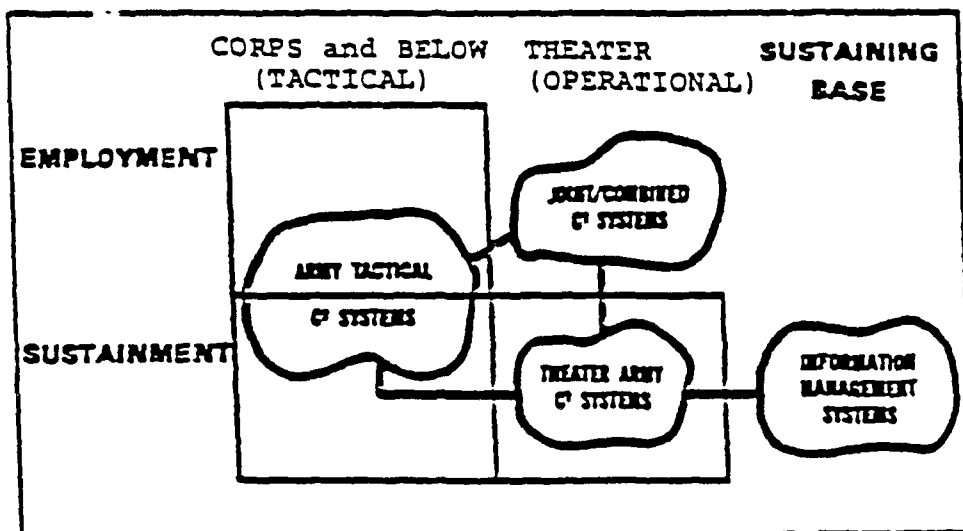 CORPS and BELOW
(TACTICAL)
THEATER
(OPERATIONAL)
SUSTAINING
BASE
EMPLOYMENT
JOINT/COMBINED
C² SYSTEMS
ARMY TACTICAL
C² SYSTEMS
SUSTAINMENT
THEATER ARMY
C² SYSTEMS
INFORMATION
MANAGEMENT
SYSTEMS